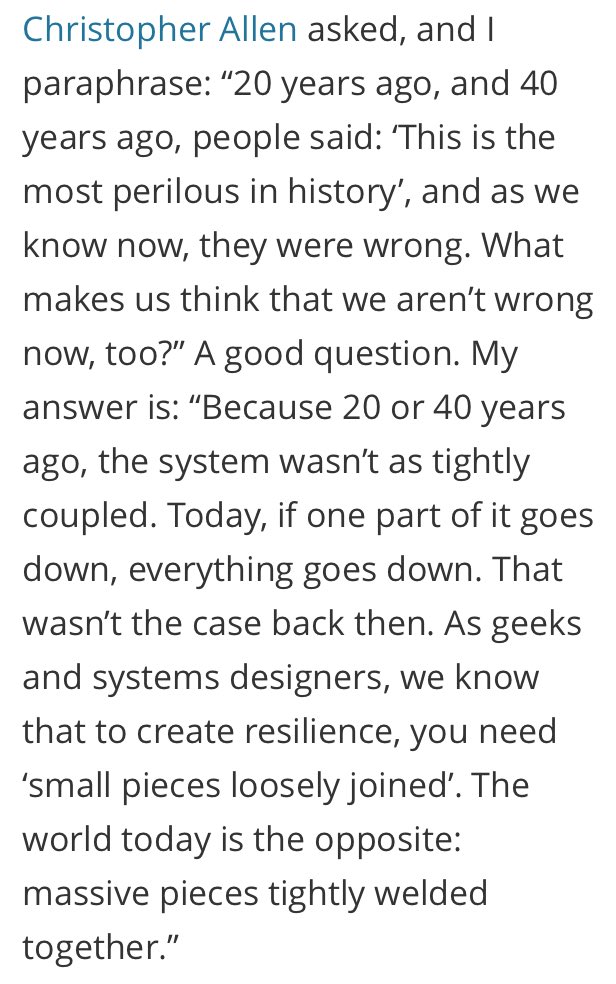 Christopher Allen asked, and I
paraphrase: “20 years ago, and 40
years ago, people said: ‘This is the
most perilous in history’, and as we
know now, they were wrong. What
makes us think that we aren’t wrong
now, too?” A good question. My
answer is: “Because 20 or 40 years
ago, the system wasn’t as tightly
coupled. Today, if one part of it goes
down, everything goes down. That
wasn’t the case back then. As geeks
and systems designers, we know
that to create resilience, you need
‘small pieces loosely joined’. The
world today is the opposite:
massive pieces tightly welded
together.”